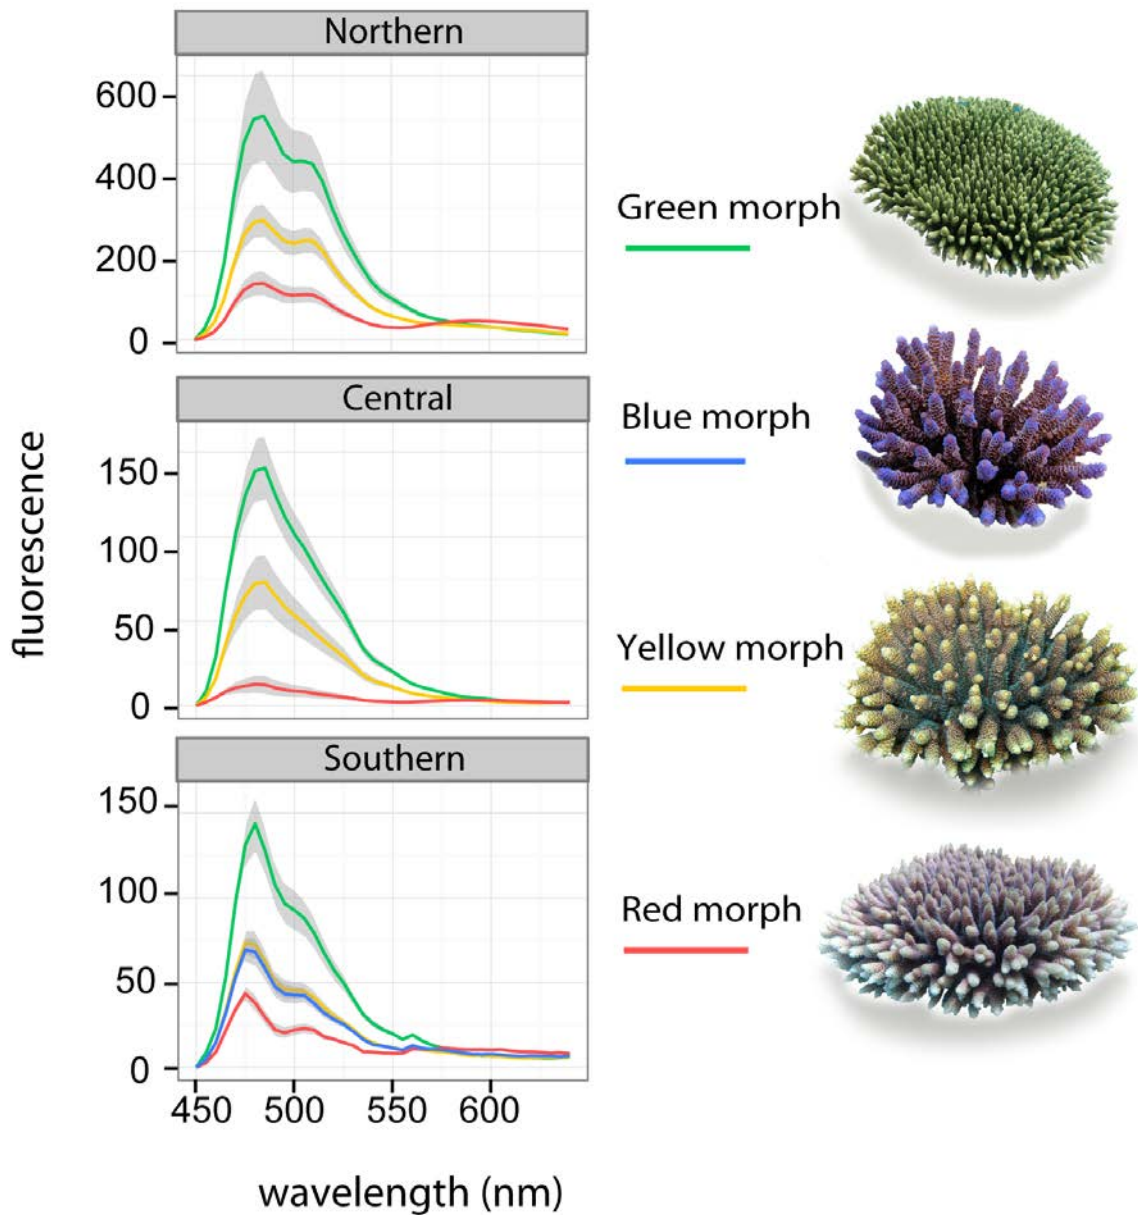 Northern
600
400
200
0
Central
150
100
50
0
Southern
150
100
50
0
450 500 550 600
wavelength (nm)
fluorescence
Green morph
Blue morph
Yellow morph
Red morph